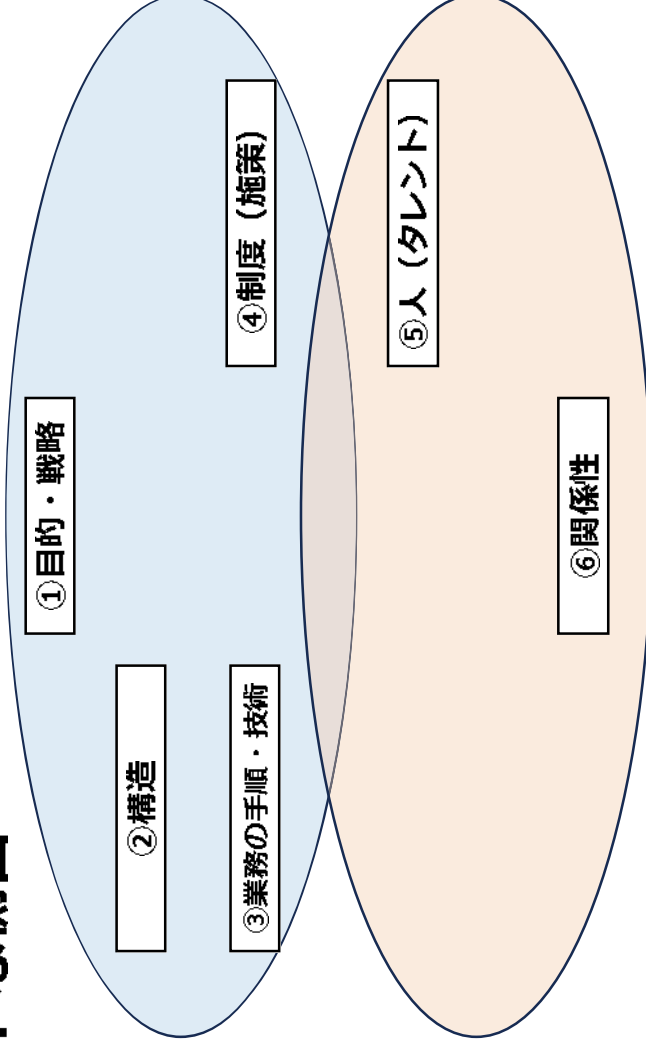 ①目的・戦略
②構造
③業務の手順・技術
④制度（施策）
⑤人（タレント）
⑥関係性